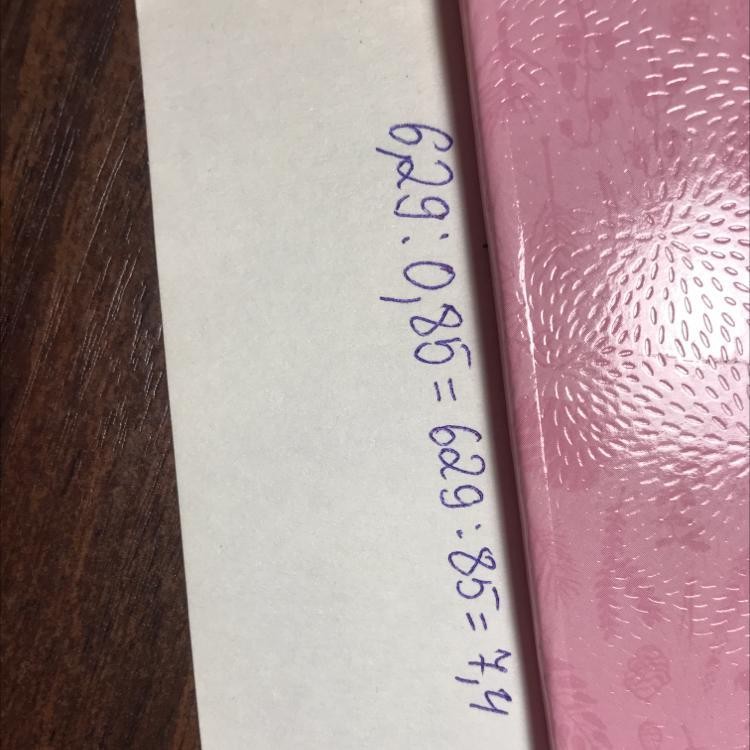 6,29 : 0,85 = 629 : 85 = 7,4